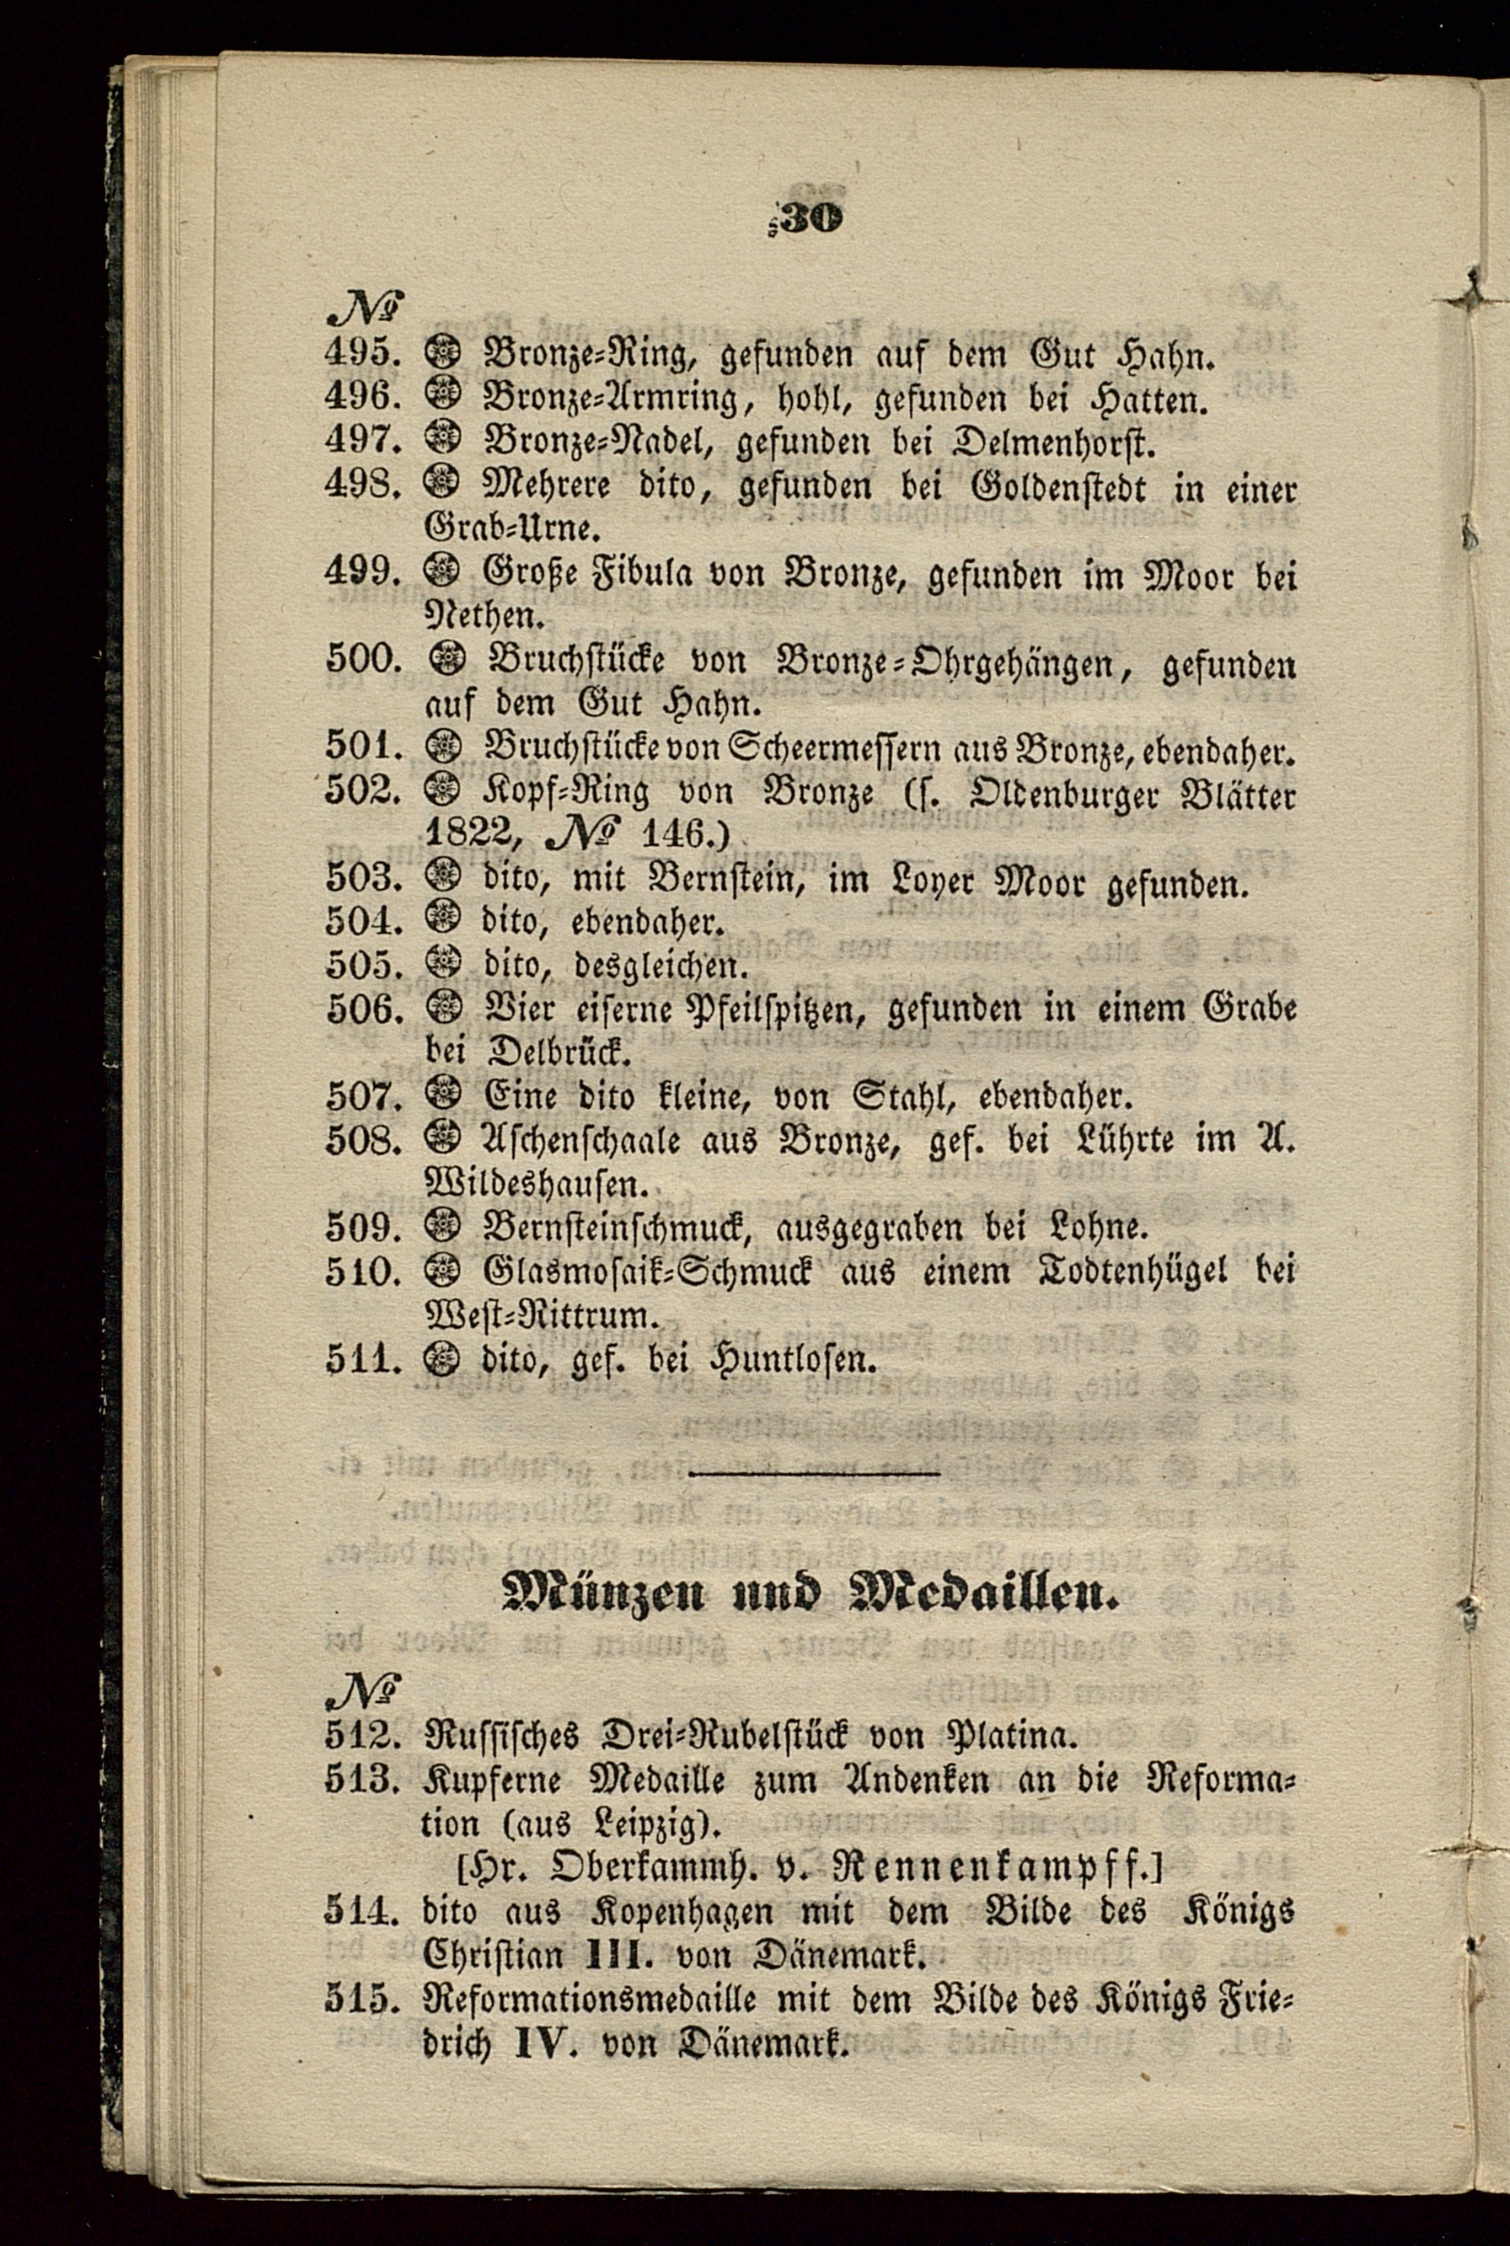 30
№
495. ⊛ Bronze-Ring, gefunden auf dem Gut Hahn.
496. ⊛ Bronze-Armring, hohl, gefunden bei Hatten.
497. ⊛ Bronze-Nadel, gefunden bei Delmenhorst.
498. ⊛ Mehrere dito, gefunden bei Goldenstedt in einer
Grab-Urne.
499. ⊛ Große Fibula von Bronze, gefunden im Moor bei
Nethen.
500. ⊛ Bruchstücke von Bronze-Ohrgehängen, gefunden
auf dem Gut Hahn.
501. ⊛ Bruchstücke von Scheermessern aus Bronze, ebendaher.
502. ⊛ Kopf-Ring von Bronze (s. Oldenburger Blätter
1822, № 146.)
503. ⊛ dito, mit Bernstein, im Loyer Moor gefunden.
504. ⊛ dito, ebendaher.
505. ⊛ dito, desgleichen.
506. ⊛ Vier eiserne Pfeilspitzen, gefunden in einem Grabe
bei Delbrück.
507. ⊛ Eine dito kleine, von Stahl, ebendaher.
508. ⊛ Aschenschaale aus Bronze, gef. bei Lührte im A.
Wildeshausen.
509. ⊛ Bernsteinschmuck, ausgegraben bei Lohne.
510. ⊛ Glasmosaik-Schmuck aus einem Todtenhügel bei
West-Rittrum.
511. ⊛ dito, gef. bei Huntlosen.
Münzen und Medaillen.
№
512. Russisches Drei-Rubelstück von Platina.
513. Kupferne Medaille zum Andenken an die Reforma-
tion (aus Leipzig).
[Hr. Oberkammh. v. Rennenkampff.]
514. dito aus Kopenhagen mit dem Bilde des Königs
Christian III. von Dänemark.
515. Reformationsmedaille mit dem Bilde des Königs Frie-
drich IV. von Dänemark.